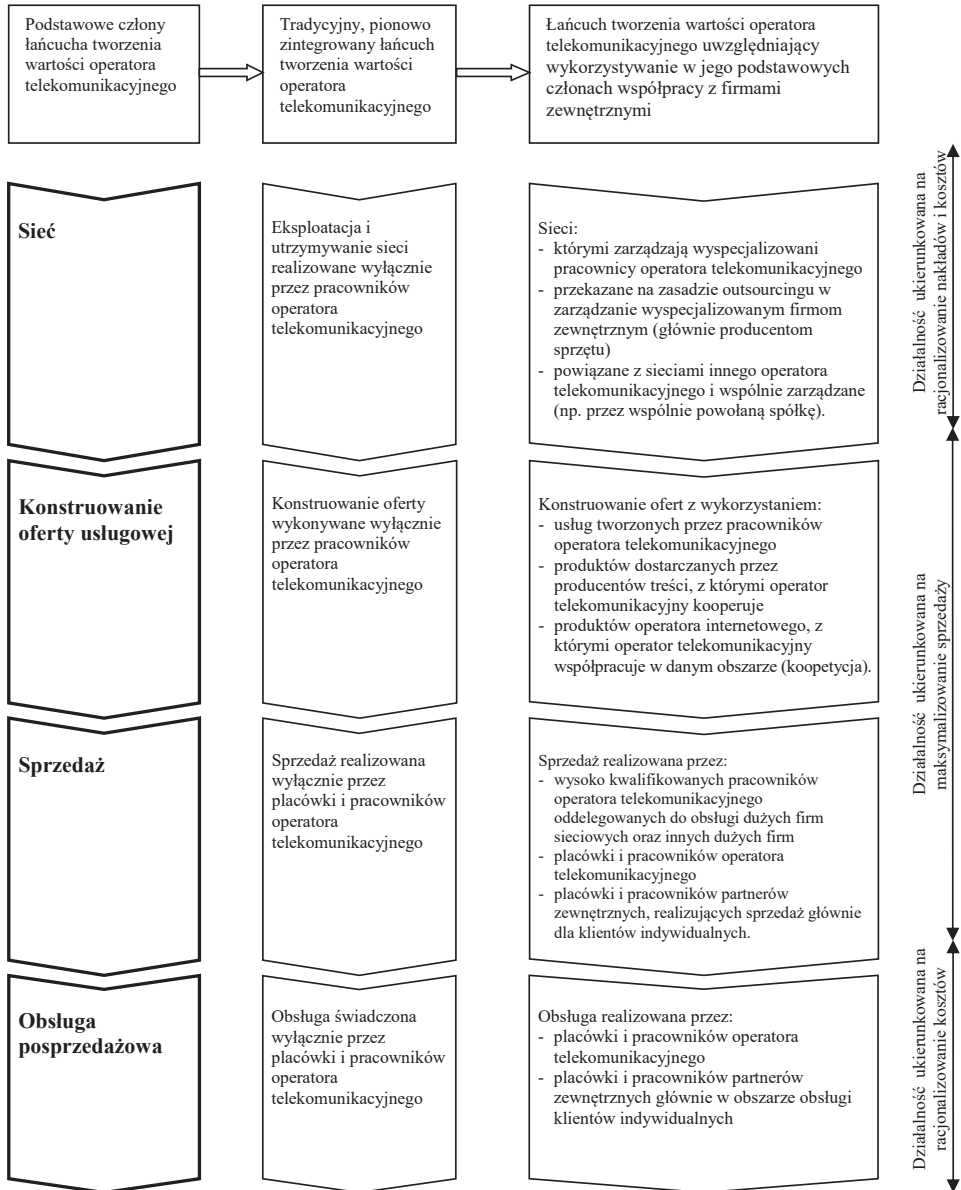 Podstawowe człony
łańcucha tworzenia
wartości operatora
telekomunikacyjnego
Tradycyjny, pionowo
zintegrowany łańcuch
tworzenia wartości
operatora
telekomunikacyjnego
Łańcuch tworzenia wartości operatora
telekomunikacyjnego uwzględniający
wykorzystywanie w jego podstawowych
członach współpracy z firmami
zewnętrznymi
Sieć
Eksploatacja i
utrzymywanie sieci
realizowane wyłącznie
przez pracowników
operatora
telekomunikacyjnego
Sieci:
- którymi zarządzają wyspecjalizowani
pracownicy operatora telekomunikacyjnego
- przekazane na zasadzie outsourcingu w
zarządzanie wyspecjalizowanym firmom
zewnętrznym (głównie producentom
sprzętu)
- powiązane z sieciami innego operatora
telekomunikacyjnego i wspólnie zarządzane
(np. przez wspólnie powołaną spółkę).
Działalność ukierunkowana na
racjonalizowanie nakładów i kosztów
Konstruowanie
oferty usługowej
Konstruowanie oferty
wykonywane wyłącznie
przez pracowników
operatora
telekomunikacyjnego
Konstruowanie ofert z wykorzystaniem:
- usług tworzonych przez pracowników
operatora telekomunikacyjnego
- produktów dostarczanych przez
producentów treści, z którymi operator
telekomunikacyjny kooperuje
- produktów operatora internetowego, z
którymi operator telekomunikacyjny
współpracuje w danym obszarze (koopetycja).
Działalność ukierunkowana na
maksymalizowanie sprzedaży
Sprzedaż
Sprzedaż realizowana
wyłącznie przez
placówki i pracowników
operatora
telekomunikacyjnego
Sprzedaż realizowana przez:
- wysoko kwalifikowanych pracowników
operatora telekomunikacyjnego
oddelegowanych do obsługi dużych firm
sieciowych oraz innych dużych firm
- placówki i pracowników operatora
telekomunikacyjnego
- placówki i pracowników partnerów
zewnętrznych, realizujących sprzedaż głównie
dla klientów indywidualnych.
Obsługa
posprzedażowa
Obsługa świadczona
wyłącznie przez
placówki i pracowników
operatora
telekomunikacyjnego
Obsługa realizowana przez:
- placówki i pracowników operatora
telekomunikacyjnego
- placówki i pracowników partnerów
zewnętrznych głównie w obszarze obsługi
klientów indywidualnych
Działalność ukierunkowana na
racjonalizowanie kosztów